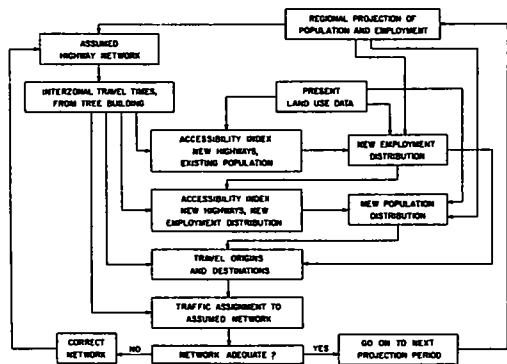 REGIONAL PROJECTION OF
POPULATION AND EMPLOYMENT
ASSUMED
HIGHWAY NETWORK
INTERZONAL TRAVEL TIMES,
FROM TREE BUILDING
PRESENT
LAND USE DATA
ACCESSIBILITY INDEX
NEW HIGHWAYS,
EXISTING POPULATION
NEW EMPLOYMENT
DISTRIBUTION
ACCESSIBILITY INDEX
NEW HIGHWAYS, NEW
EMPLOYMENT DISTRIBUTION
NEW POPULATION
DISTRIBUTION
TRAVEL ORIGINS
AND DESTINATIONS
TRAFFIC ASSIGNMENT TO
ASSUMED NETWORK
CORRECT
NETWORK
NO
NETWORK ADEQUATE ?
YES
GO ON TO NEXT
PROJECTION PERIOD